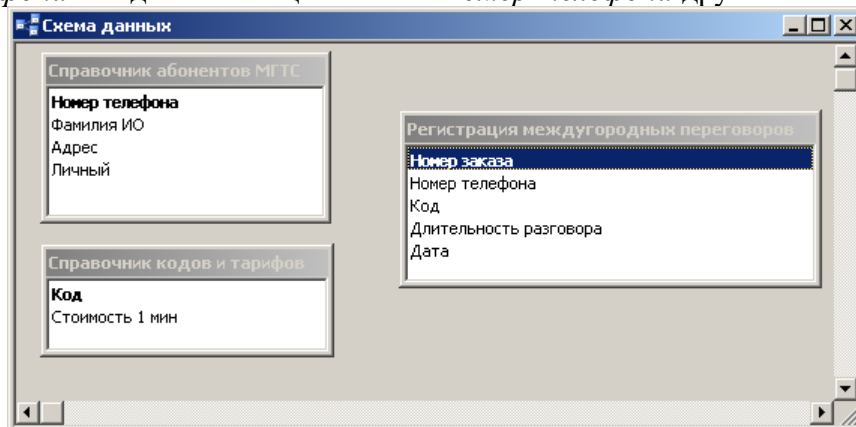 Схема данных
Справочник абонентов МГТС
Номер телефона
Фамилия ИО
Адрес
Личный
Регистрация междугородных переговоров
Номер заказа
Номер телефона
Код
Длительность разговора
Дата
Справочник кодов и тарифов
Код
Стоимость 1 мин